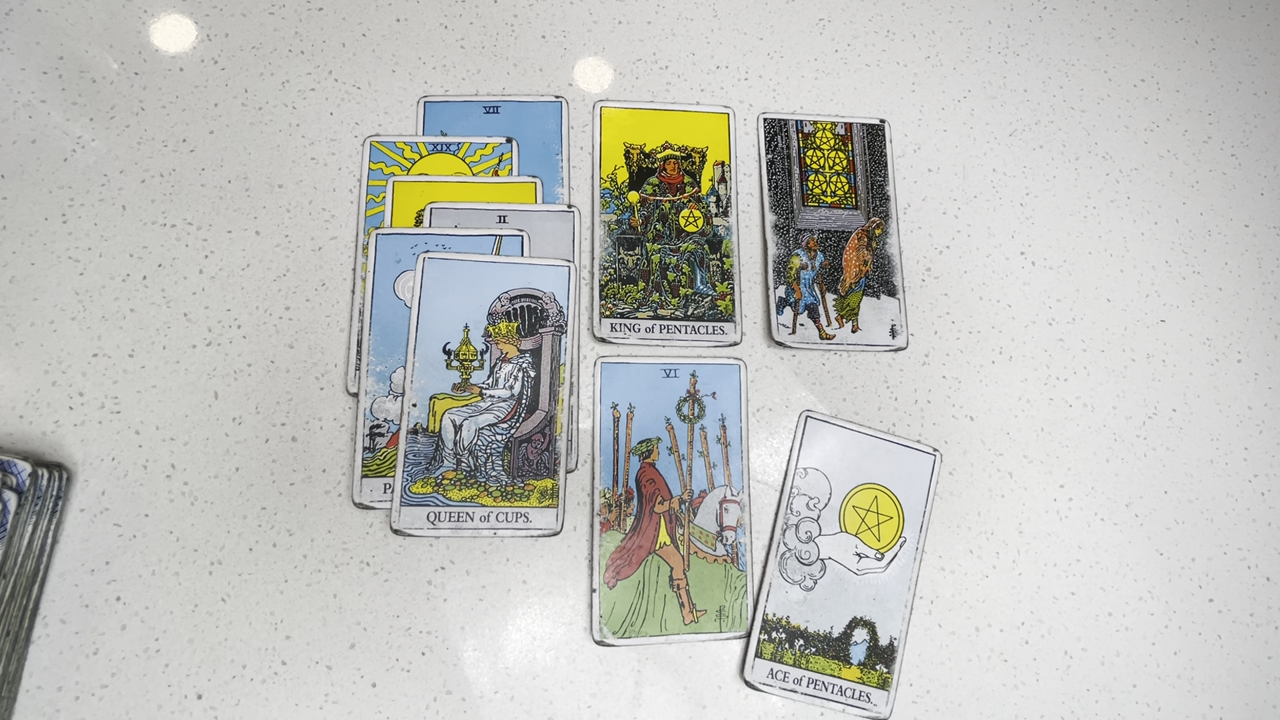 VII
XIX
II
P
QUEEN of CUPS.
KING of PENTACLES.
VI
ACE of PENTACLES.